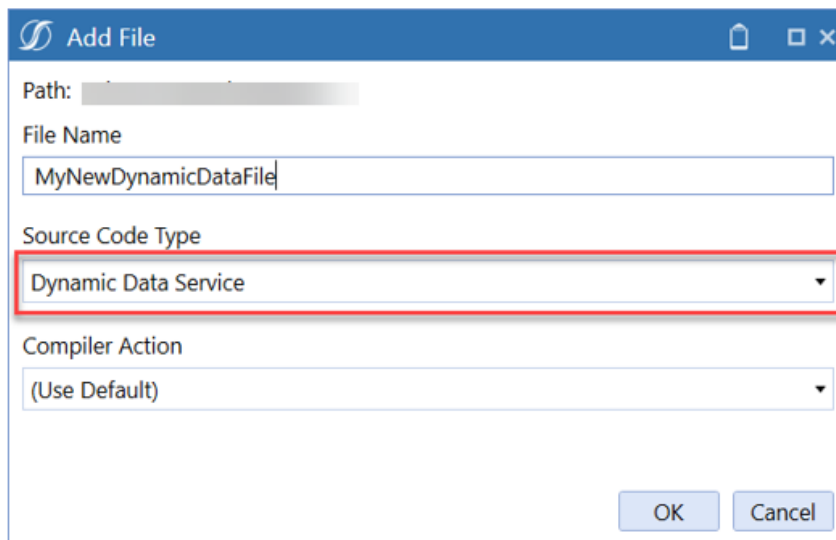 Add File
Path:
File Name
MyNewDynamicDataFile
Source Code Type
Dynamic Data Service
Compiler Action
(Use Default)
OK Cancel